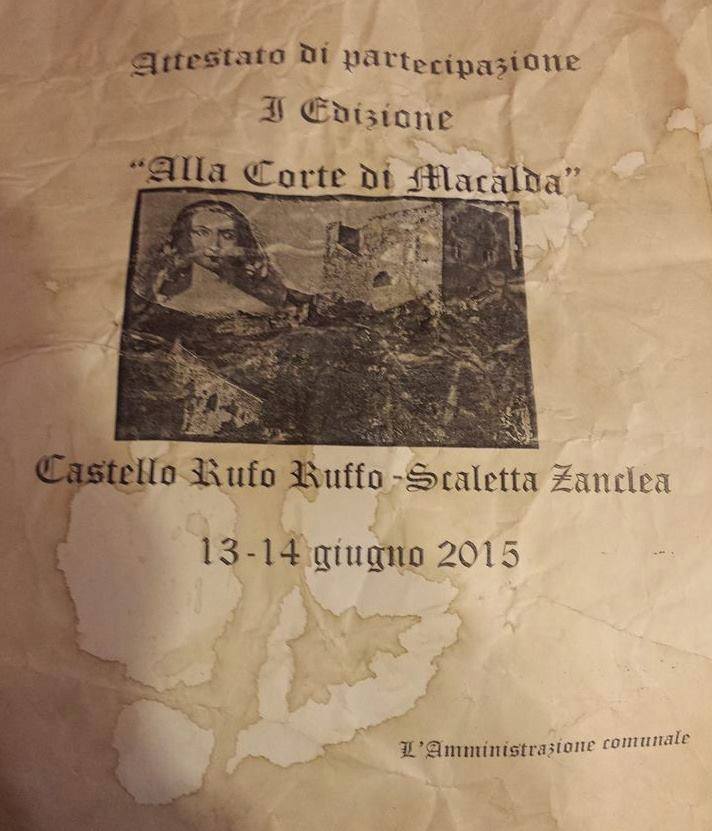 Attestato di partecipazione
I Edizione
“Alla Corte di Macalda”
Castello Rufo Ruffo -Scaletta Zanclea
13-14 giugno 2015
L'Amministrazione comunale